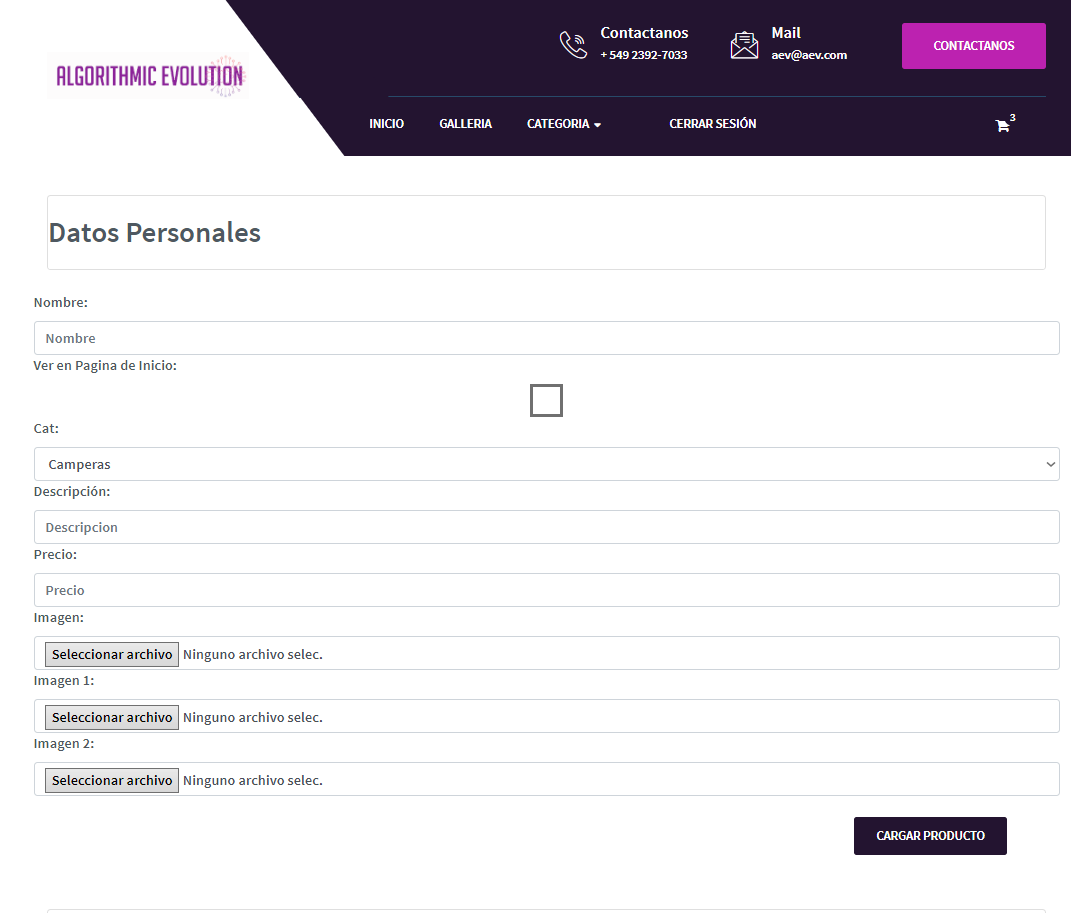 Contactanos
+ 549 2392-7033
Mail
aev@aev.com
CONTACTANOS
ALGORITHMIC EVOLUTION
INICIO
GALLERIA
CATEGORIA
CERRAR SESIÓN
3
Datos Personales
Nombre:
Nombre
Ver en Pagina de Inicio:
Cat:
Camperas
Descripción:
Descripcion
Precio:
Precio
Imagen:
Seleccionar archivo Ninguno archivo selec.
Imagen 1:
Seleccionar archivo Ninguno archivo selec.
Imagen 2:
Seleccionar archivo Ninguno archivo selec.
CARGAR PRODUCTO